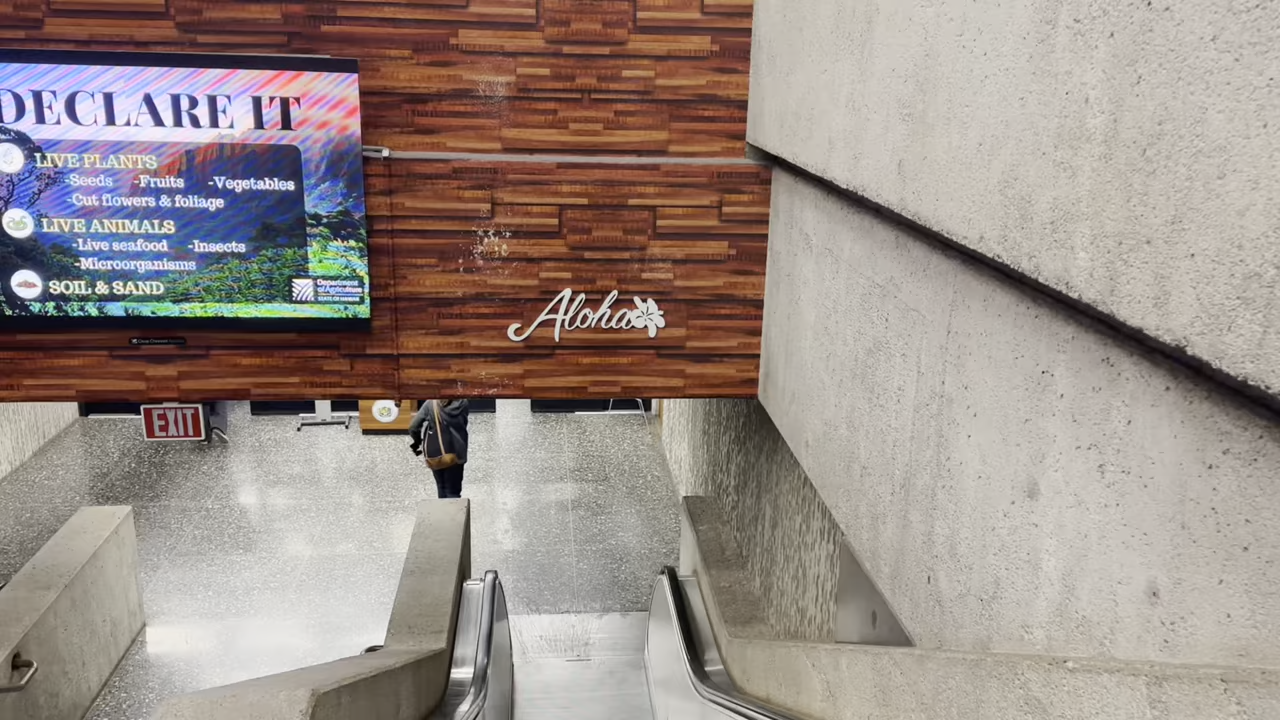 DECLARE IT
LIVE PLANTS
-Seeds -Fruits -Vegetables
-Cut flowers & foliage
LIVE ANIMALS
-Live seafood -Insects
-Microorganisms
SOIL & SAND
Department
of Agriculture
STATE OF HAWAII
Aloha
EXIT